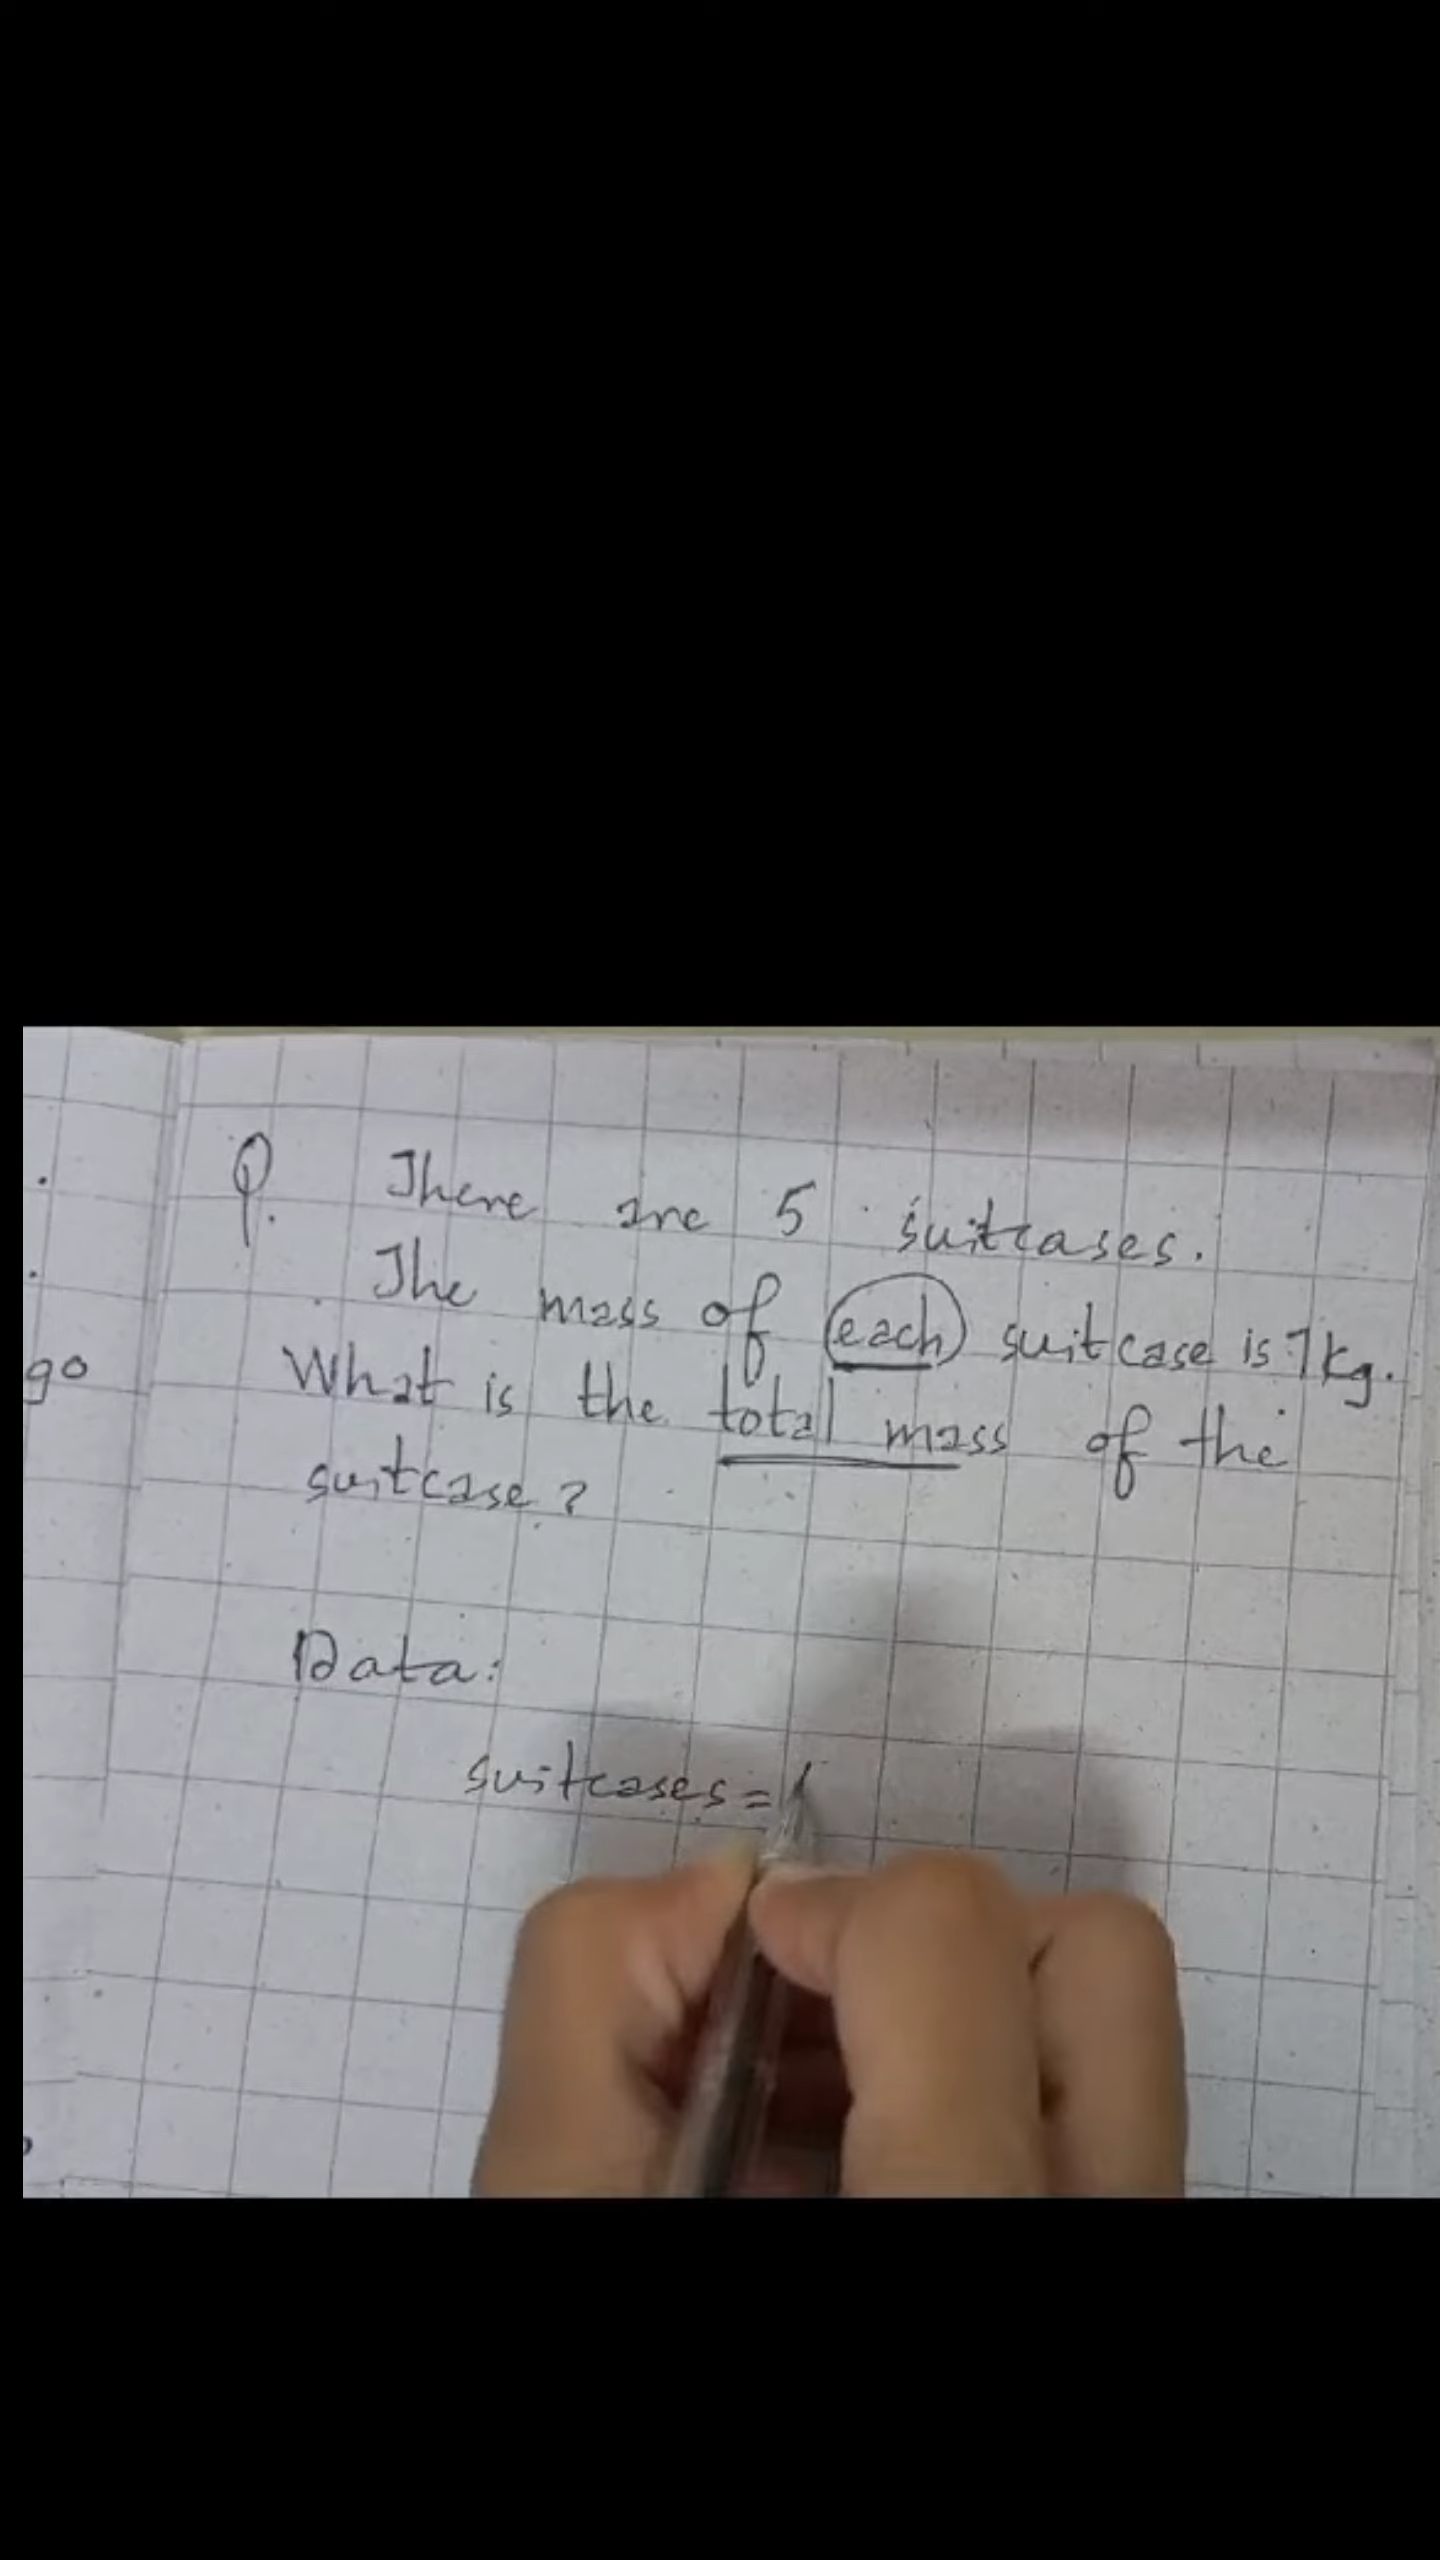 Q. There are 5 suitcases.
The mass of each suitcase is 7kg.
go
What is the total mass of the
suitcase?
Data:
suitcases =